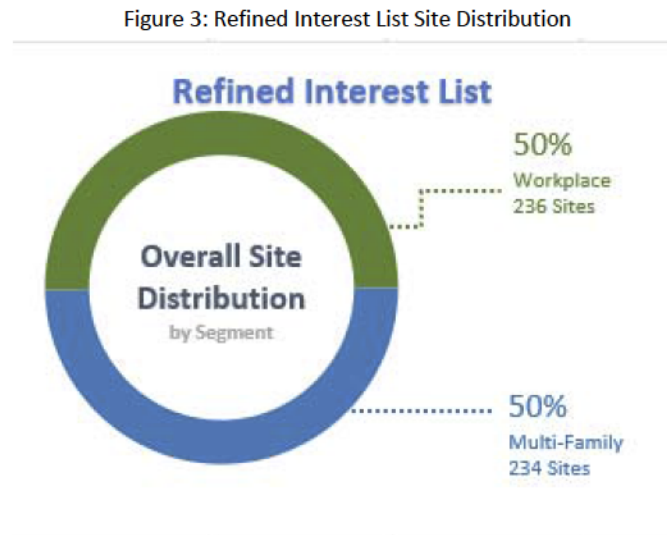 Figure 3: Refined Interest List Site Distribution
Refined Interest List
50%
Workplace
236 Sites
Overall Site
Distribution
by Segment
50%
Multi-Family
234 Sites